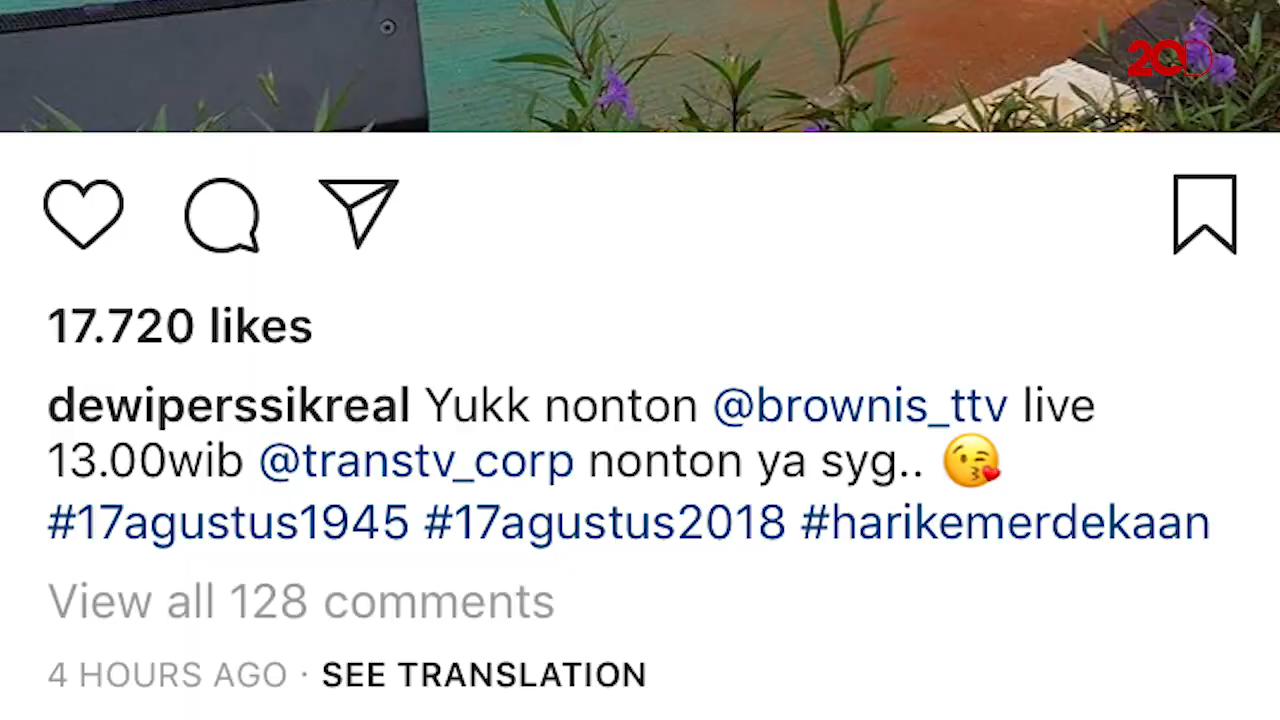 20D
17.720 likes
dewiperssikreal Yukk nonton @brownis_ttv live
13.00wib @transtv_corp nonton ya syg.. 😘
#17agustus1945 #17agustus2018 #harikemerdekaan
View all 128 comments
4 HOURS AGO · SEE TRANSLATION